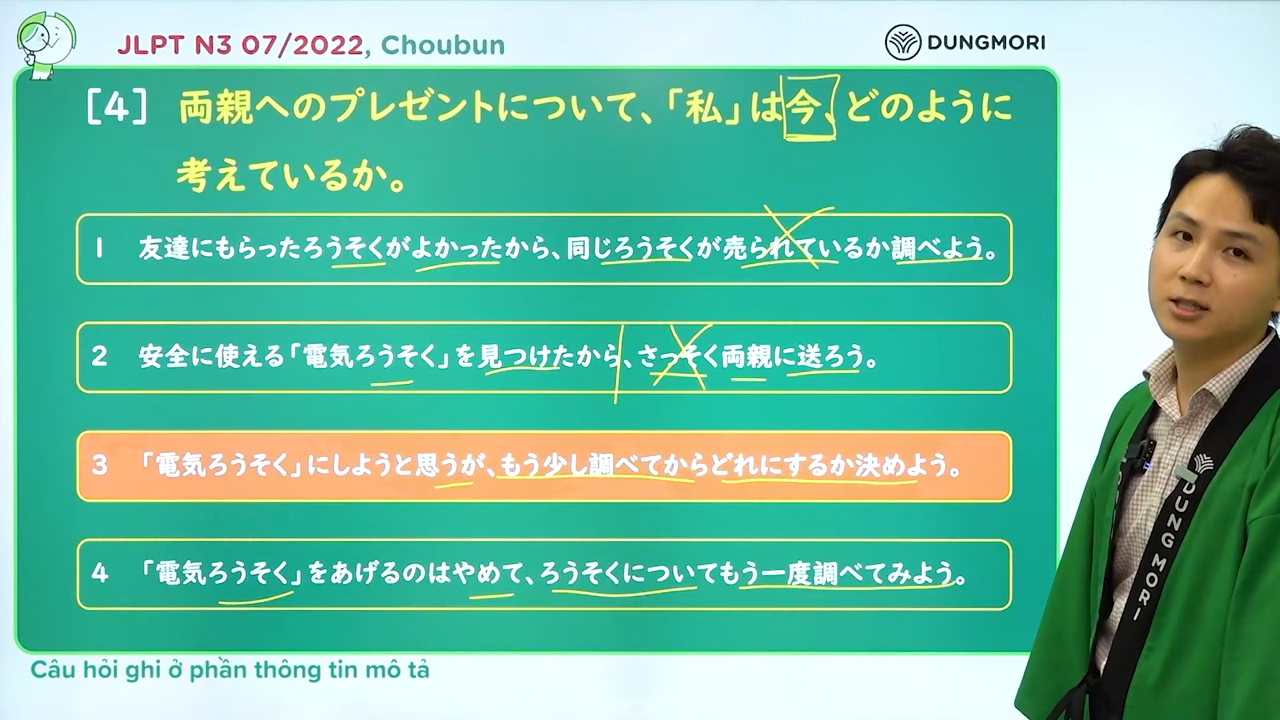 JLPT N3 07/2022, Choubun
DUNGMORI
[4] 両親へのプレゼントについて、「私」は今、どのように
考えているか。
1 友達にもらったろうそくがよかったから、同じろうそくが売られているか調べよう。
2 安全に使える「電気ろうそく」を見つけたから、さっそく両親に送ろう。
3 「電気ろうそく」にしようと思うが、もう少し調べてからどれにするか決めよう。
4 「電気ろうそく」をあげるのはやめて、ろうそくについてもう一度調べてみよう。
Câu hỏi ghi ở phần thông tin mô tả
DUNG MORI